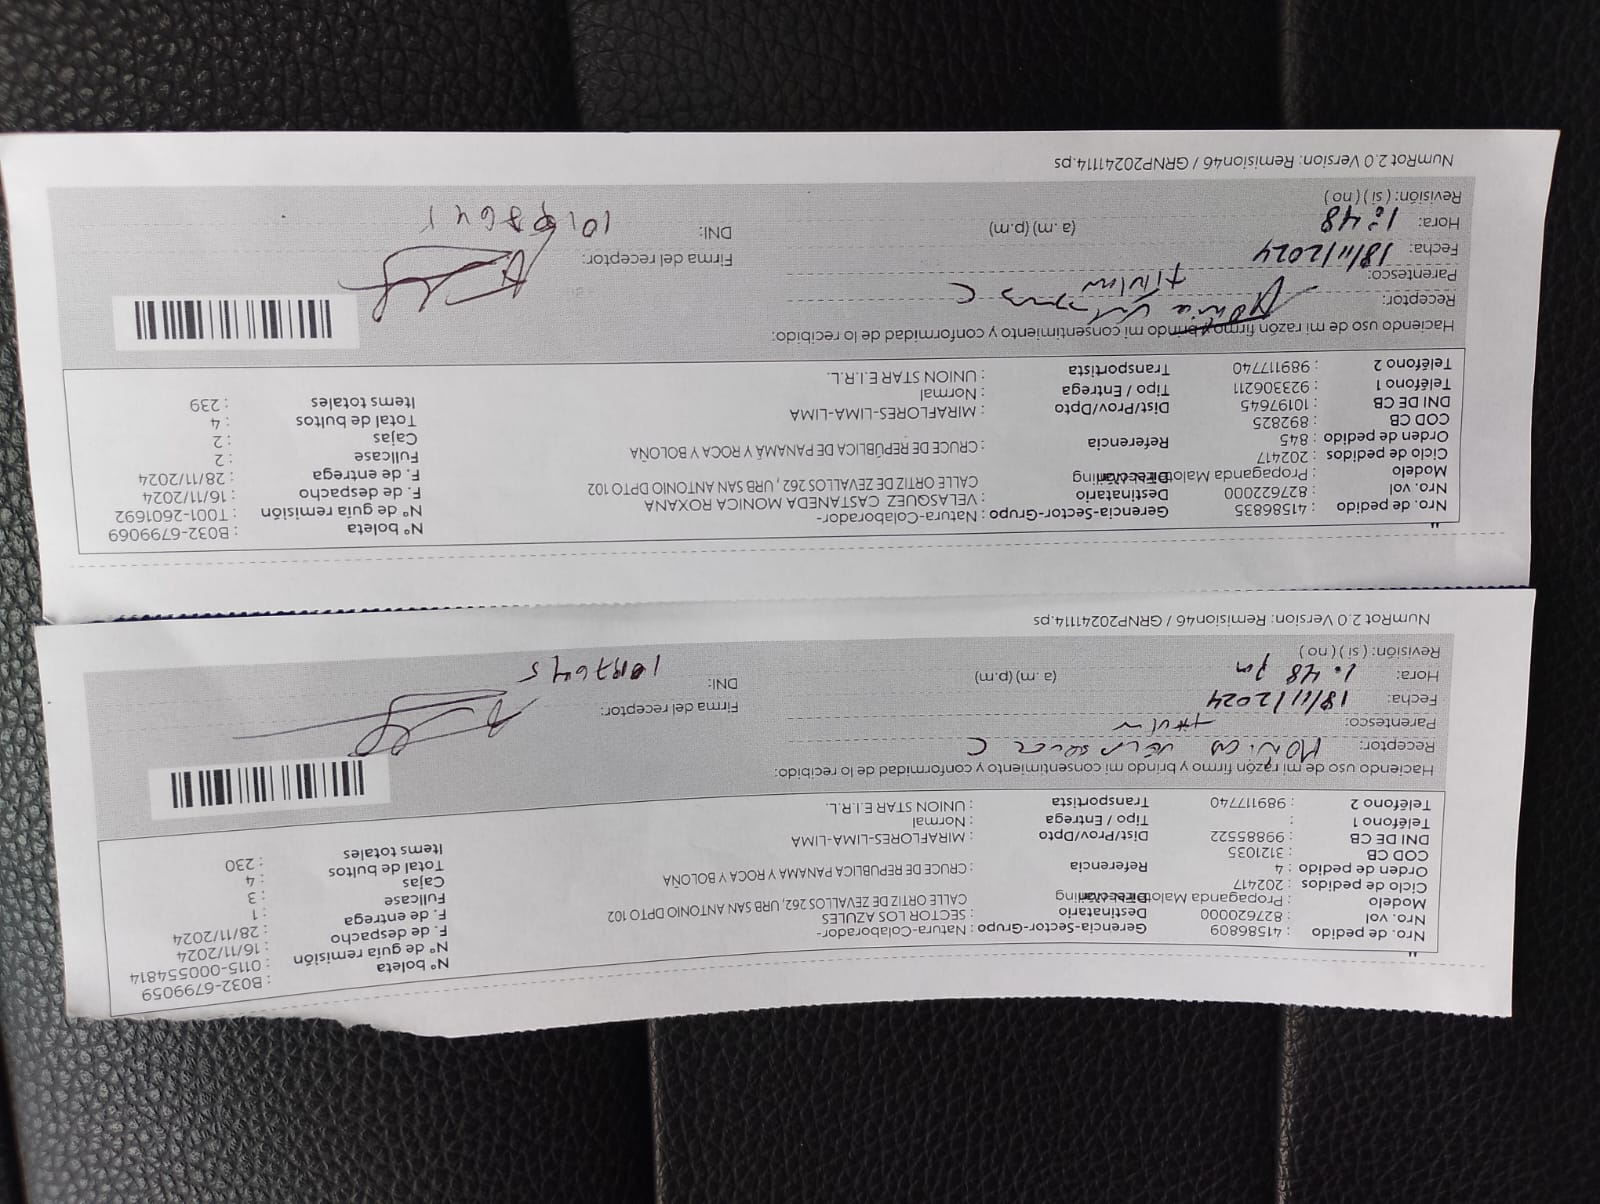 "
Nro. de pedido : 41586809 Gerencia-Sector-Grupo : Natura-Colaborador- N° boleta : B032-6799059
Nro. vol : 827620000 Destinatario : SECTOR LOS AZULES N° de guía remisión : 0115-000554814
Modelo : Propaganda CALLE ORTIZ DE ZEVALLOS 262, URB SAN ANTONIO DPTO 102 F. de despacho : 16/11/2024
Ciclo de pedidos : 202417 F. de entrega : 28/11/2024
Orden de pedido : 4 Referencia : CRUCE DE REPUBLICA PANAMA Y ROCA Y BOLOÑA Fullcase : 1
COD CB : 3121035 Cajas : 3
DNI DE CB : 99885522 Dist/Prov/Dpto : MIRAFLORES-LIMA-LIMA Total de bultos : 4
Teléfono 1 : Tipo / Entrega : Normal Items totales : 230
Teléfono 2 : 989117740 Transportista : UNION STAR E.I.R.L.
Haciendo uso de mi razón firmo y brindo mi consentimiento y conformidad de lo recibido:
Receptor: MONICA VELASQUEZ C
Parentesco: titular Firma del receptor:
Fecha: 18/11/2024
Hora: 1:48 pm (a.m) (p.m) DNI: 10197645
Revisión: ( si ) ( no )
NumRot 2.0 Version: Remision46 / GRNP20241114.ps
"
Nro. de pedido : 41586835 Gerencia-Sector-Grupo : Natura-Colaborador- N° boleta : B032-6799069
Nro. vol : 827622000 Destinatario : VELASQUEZ CASTANEDA MONICA ROXANA N° de guía remisión : T001-2601692
Modelo : Propaganda CALLE ORTIZ DE ZEVALLOS 262, URB SAN ANTONIO DPTO 102 F. de despacho : 16/11/2024
Ciclo de pedidos : 202417 F. de entrega : 28/11/2024
Orden de pedido : 845 Referencia : CRUCE DE REPÚBLICA DE PANAMÁ Y ROCA Y BOLOÑA Fullcase : 2
COD CB : 892825 Cajas : 2
DNI DE CB : 10197645 Dist/Prov/Dpto : MIRAFLORES-LIMA-LIMA Total de bultos : 4
Teléfono 1 : 923306211 Tipo / Entrega : Normal Items totales : 239
Teléfono 2 : 989117740 Transportista : UNION STAR E.I.R.L.
Haciendo uso de mi razón firmo y brindo mi consentimiento y conformidad de lo recibido:
Receptor: Mónica C
Parentesco: titular Firma del receptor:
Fecha: 18/11/2024
Hora: 1:48 (a.m) (p.m) DNI: 10197645
Revisión: ( si ) ( no )
NumRot 2.0 Version: Remision46 / GRNP20241114.ps